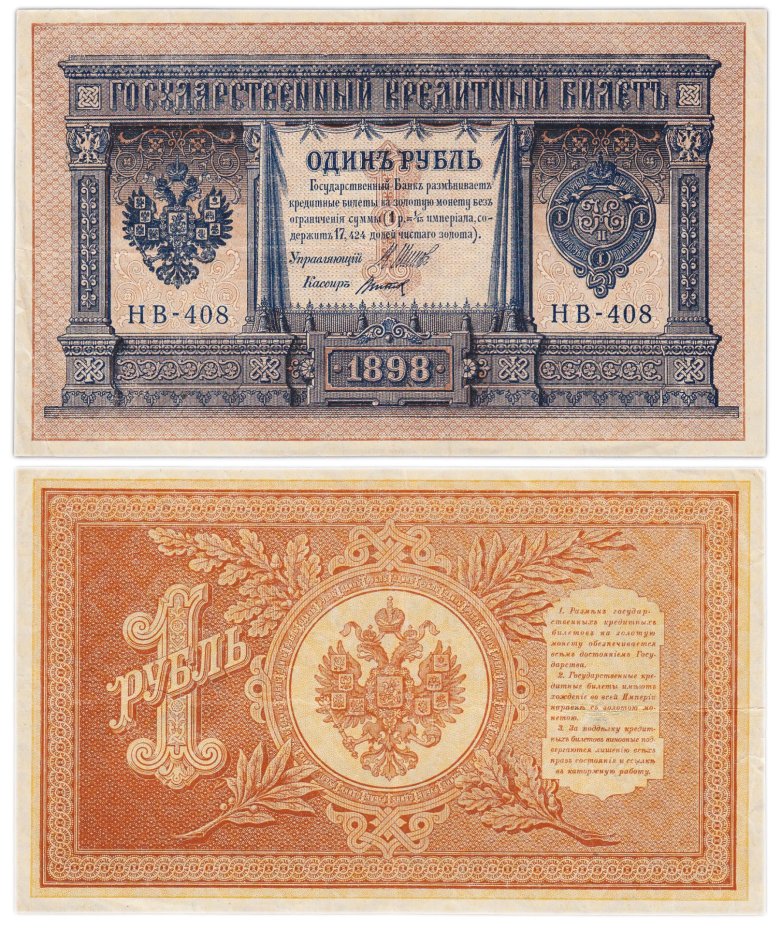 ГОСУДАРСТВЕННЫЙ КРЕДИТНЫЙ БИЛЕТЪ
ОДИНЪ РУБЛЬ
Государственный Банкъ размѣниваетъ
кредитные билеты на золотую монету безъ
ограниченія суммы (1 р.= 1/15 имперіала, со-
держитъ 17,424 долей чистаго золота).
Управляющій
Кассиръ
НВ-408
НВ-408
1
1
1
1898
1
РУБЛЬ
1. Размѣнъ государ-
ственныхъ кредитныхъ
билетовъ на золотую
монету обезпечивается
всѣмъ достояніемъ Госу-
дарства.
2. Государственные кре-
дитные билеты имѣютъ
хожденіе во всей Имперіи
наравнѣ съ золотою мо-
нетою.
3. За поддѣлку кредит-
ныхъ билетовъ виновные под-
вергаются лишенію всѣхъ
правъ состоянія и ссылкѣ
въ каторжную работу.